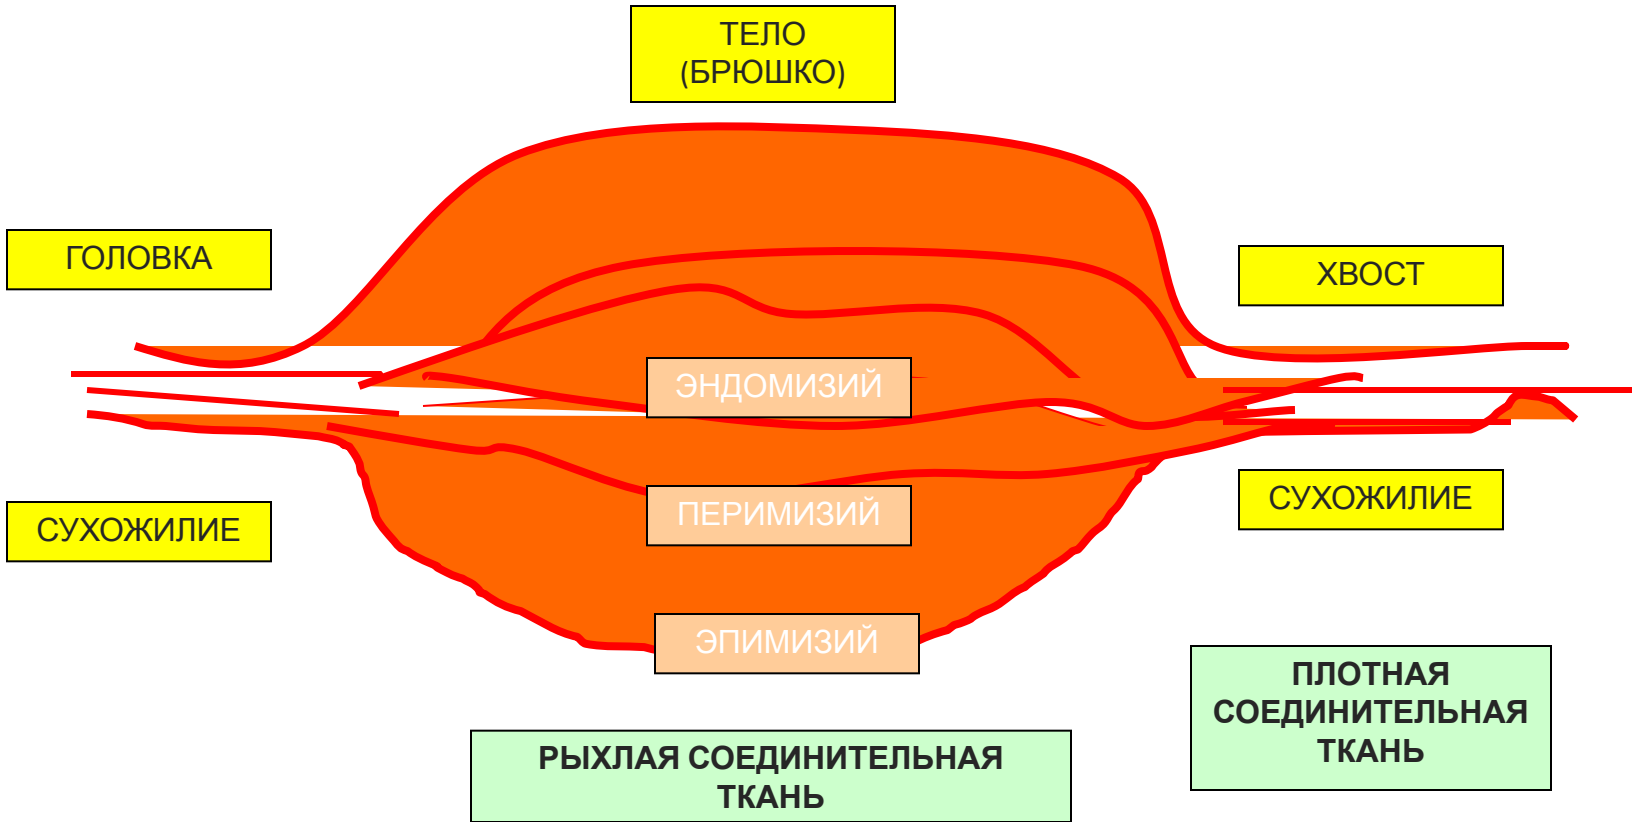 ТЕЛО
(БРЮШКО)
ГОЛОВКА
ХВОСТ
ЭНДОМИЗИЙ
СУХОЖИЛИЕ
ПЕРИМИЗИЙ
СУХОЖИЛИЕ
ЭПИМИЗИЙ
ПЛОТНАЯ
СОЕДИНИТЕЛЬНАЯ
ТКАНЬ
РЫХЛАЯ СОЕДИНИТЕЛЬНАЯ
ТКАНЬ